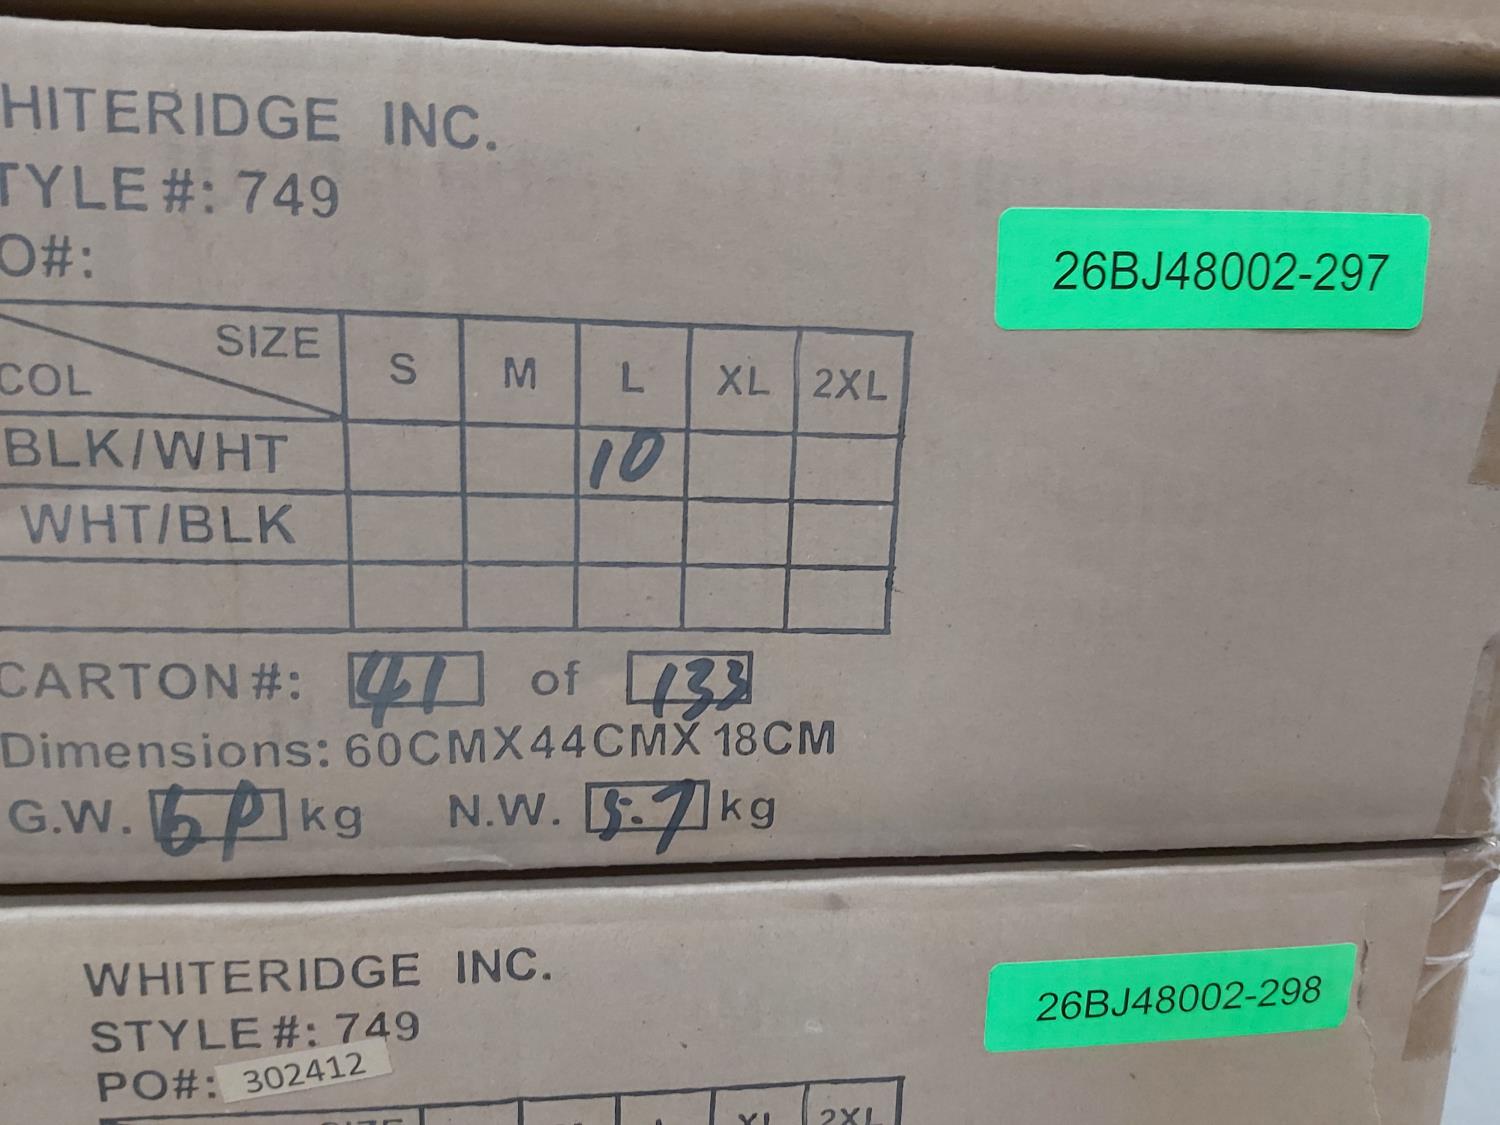 HITERIDGE INC.
TYLE#: 749
O#:
26BJ48002-297
SIZE
COL
S M L XL 2XL
BLK/WHT 10
WHT/BLK
CARTON#: 41 of 133
Dimensions: 60CMX44CMX18CM
G.W. kg N.W. 5.7 kg
WHITERIDGE INC.
STYLE#: 749
PO#: 302412
26BJ48002-298
SIZE L XL 2XL